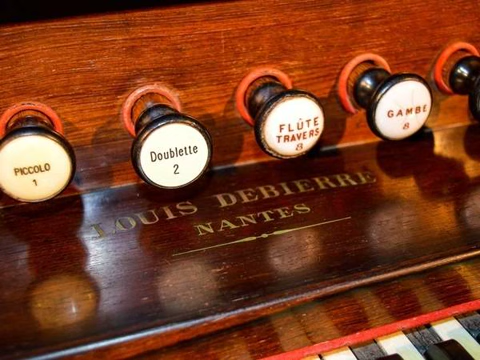 PICCOLO
1
Doublette
2
FLÛTE
TRAVERS
8
GAMBE
8
LOUIS DEBIERRE
NANTES